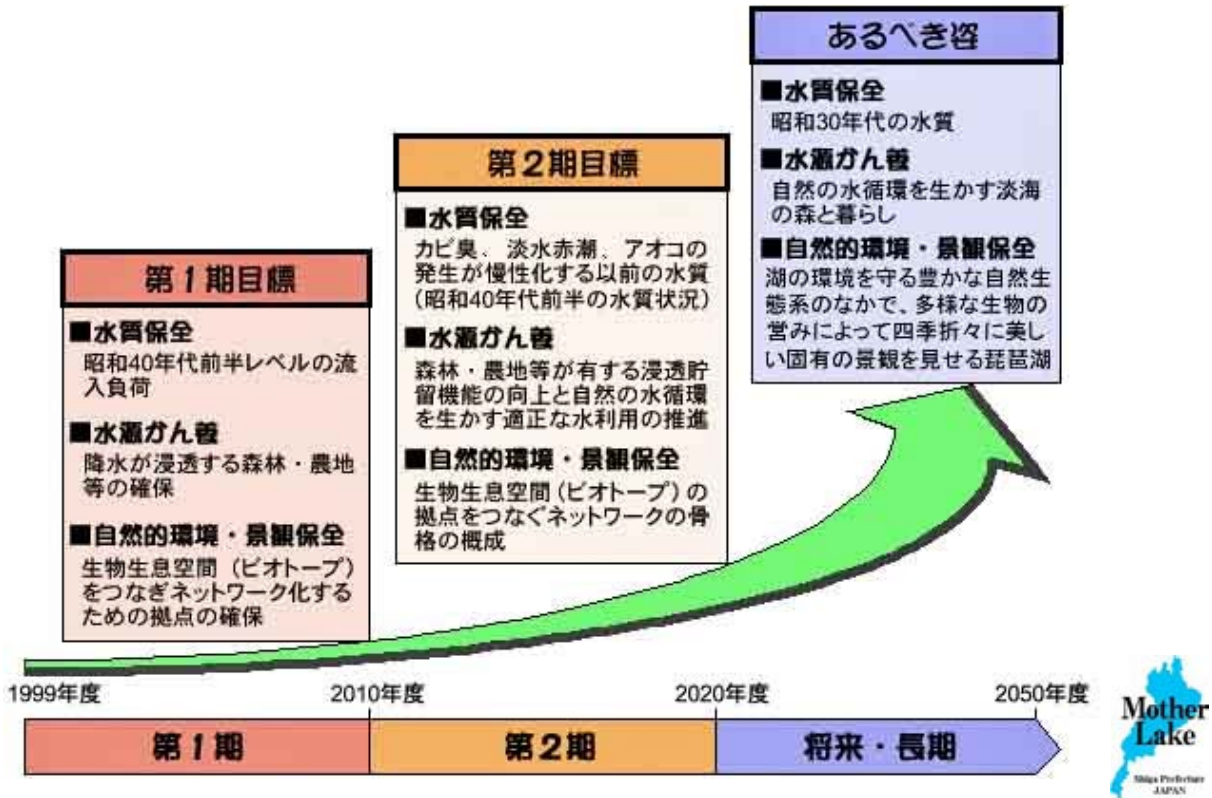 第1期目標
■水質保全
昭和40年代前半レベルの流
入負荷
■水源かん養
降水が浸透する森林・農地
等の確保
■自然的環境・景観保全
生物生息空間（ビオトープ）
をつなぎネットワーク化する
ための拠点の確保
第2期目標
■水質保全
カビ臭、淡水赤潮、アオコの
発生が慢性化する以前の水質
（昭和40年代前半の水質状況）
■水源かん養
森林・農地等が有する浸透貯
留機能の向上と自然の水循環
を生かす適正な水利用の推進
■自然的環境・景観保全
生物生息空間（ビオトープ）の
拠点をつなぐネットワークの骨
格の概成
あるべき姿
■水質保全
昭和30年代の水質
■水源かん養
自然の水循環を生かす淡海
の森と暮らし
■自然的環境・景観保全
湖の環境を守る豊かな自然生
態系のなかで、多様な生物の
営みによって四季折々に美し
い固有の景観を見せる琵琶湖
1999年度
2010年度
2020年度
2050年度
第1期
第2期
将来・長期
Mother
Lake
Shiga Prefecture
JAPAN